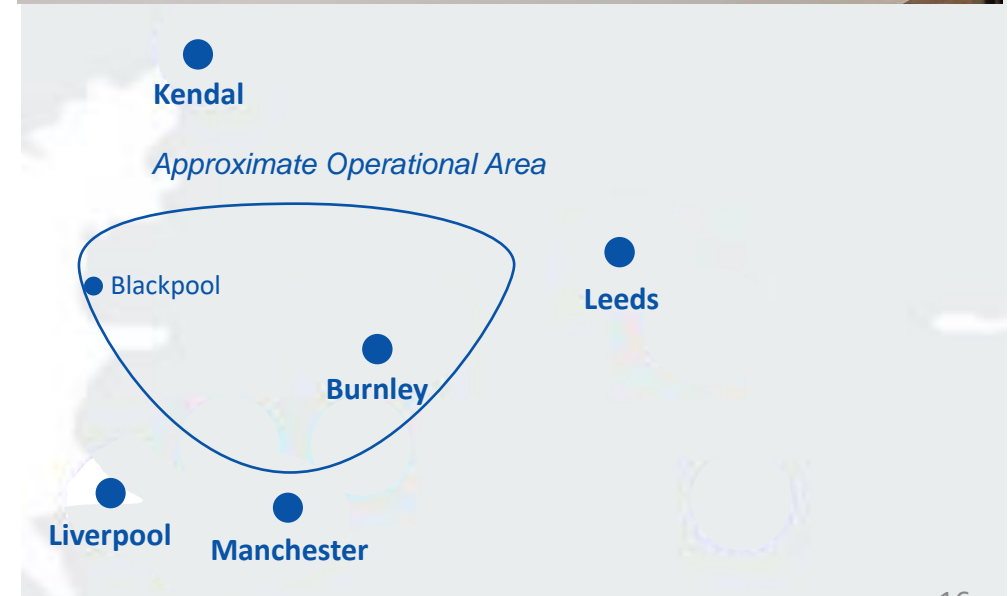 Kendal
Approximate Operational Area
Blackpool
Leeds
Burnley
Liverpool
Manchester